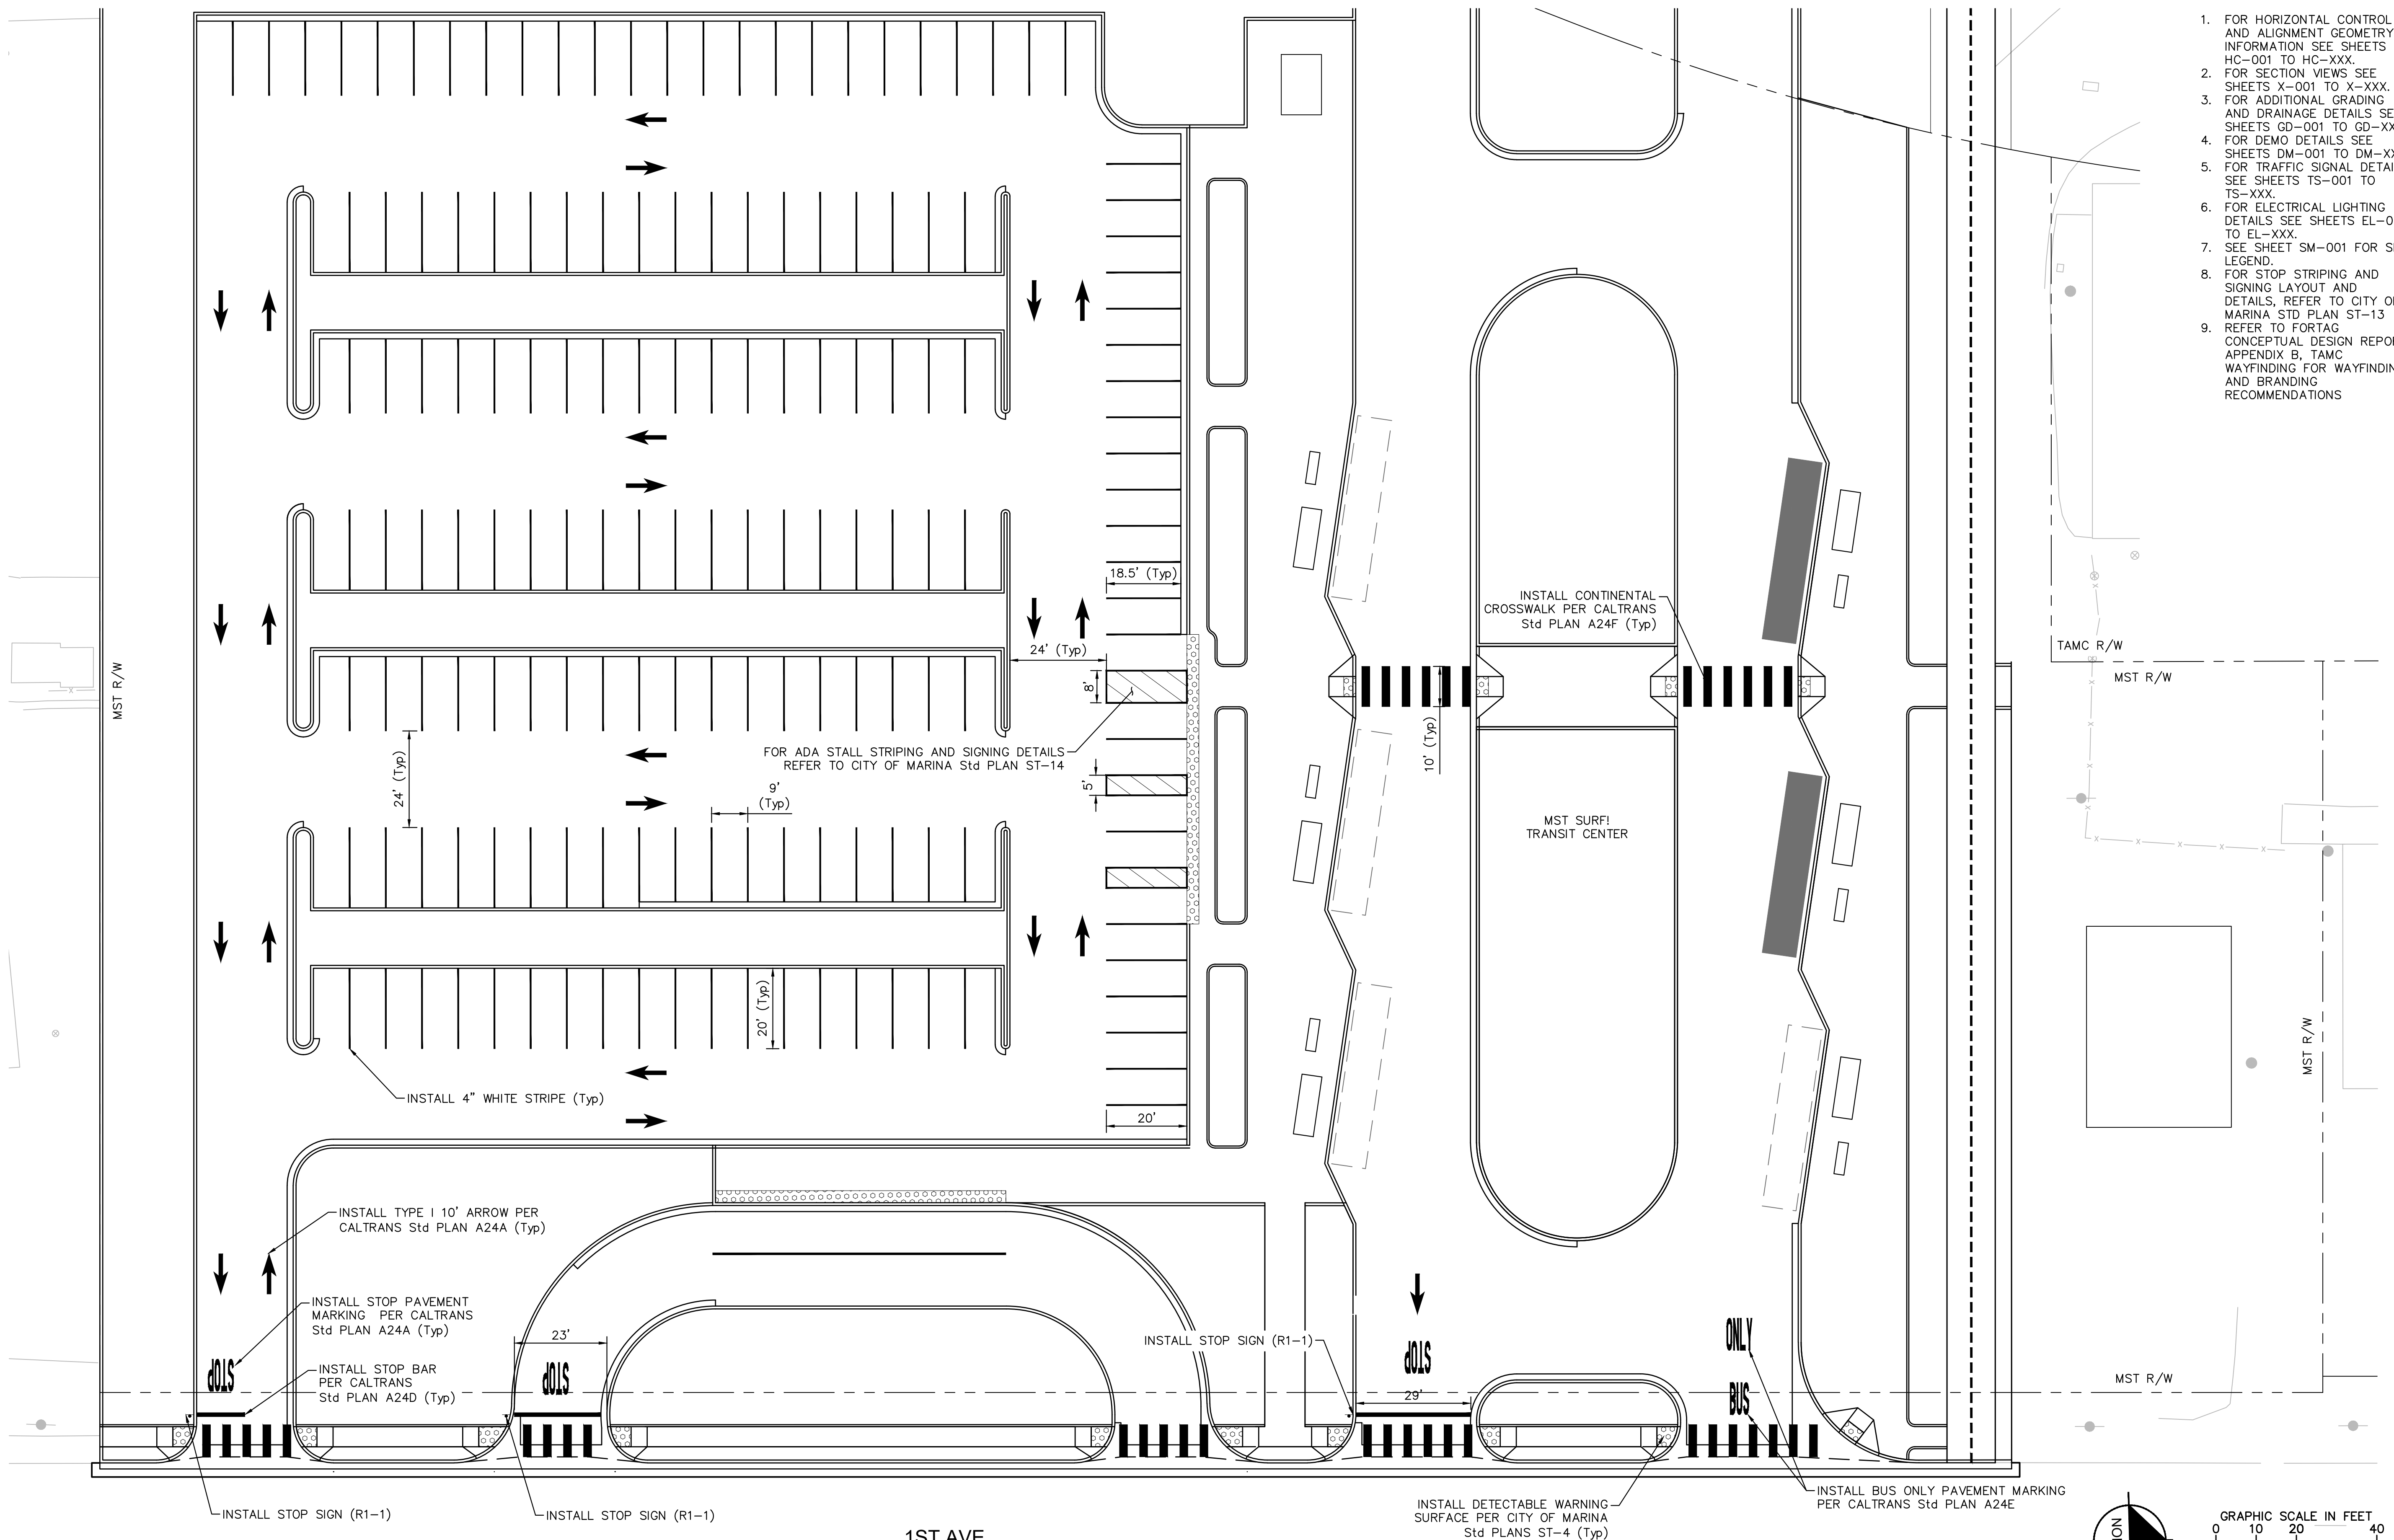 1. FOR HORIZONTAL CONTROL
AND ALIGNMENT GEOMETRY
INFORMATION SEE SHEETS
HC-001 TO HC-XXX.
2. FOR SECTION VIEWS SEE
SHEETS X-001 TO X-XXX.
3. FOR ADDITIONAL GRADING
AND DRAINAGE DETAILS
SHEETS GD-001 TO
4. FOR DEMO DETAILS SEE
SHEETS DM-001 TO
5. FOR TRAFFIC SIGNAL
SEE SHEETS TS-001 TO
TS-XXX.
6. FOR ELECTRICAL LIGHTING
DETAILS SEE SHEETS
TO EL-XXX.
7. SEE SHEET SM-001 FOR
LEGEND.
8. FOR STOP STRIPING AND
SIGNING LAYOUT AND
DETAILS, REFER TO CITY
MARINA STD PLAN ST-13
9. REFER TO FORTAG
CONCEPTUAL DESIGN
APPENDIX B, TAMC
WAYFINDING FOR
AND BRANDING
RECOMMENDATIONS
18.5' (Typ)
INSTALL CONTINENTAL
CROSSWALK PER CALTRANS
Std PLAN A24F (Typ)
24' (Typ)
TAMC R/W
MST R/W
MST R/W
8'
10' (Typ)
FOR ADA STALL STRIPING AND SIGNING DETAILS
REFER TO CITY OF MARINA Std PLAN ST-14
24' (Typ)
5'
9'
(Typ)
MST SURF!
TRANSIT CENTER
20' (Typ)
MST R/W
INSTALL 4" WHITE STRIPE (Typ)
20'
INSTALL TYPE I 10' ARROW PER
CALTRANS Std PLAN A24A (Typ)
INSTALL STOP PAVEMENT
MARKING PER CALTRANS
Std PLAN A24A (Typ)
23'
INSTALL STOP SIGN (R1-1)
ONLY
STOP
STOP
STOP
INSTALL STOP BAR
PER CALTRANS
Std PLAN A24D (Typ)
29'
BUS
MST R/W
INSTALL STOP SIGN (R1-1)
INSTALL STOP SIGN (R1-1)
INSTALL DETECTABLE WARNING
SURFACE PER CITY OF MARINA
Std PLANS ST-4 (Typ)
INSTALL BUS ONLY PAVEMENT MARKING
PER CALTRANS Std PLAN A24E
1ST AVE
GRAPHIC SCALE IN FEET
0 10 20 40